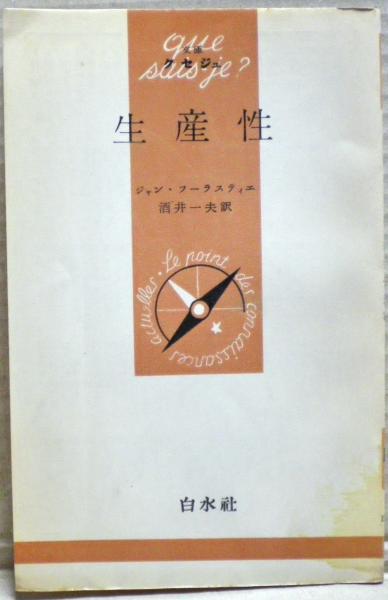 que
sais-je?
文庫
クセジュ
生産性
ジャン・フーラスティエ
酒井一夫訳
Le point des connaissances actuelles.
白水社